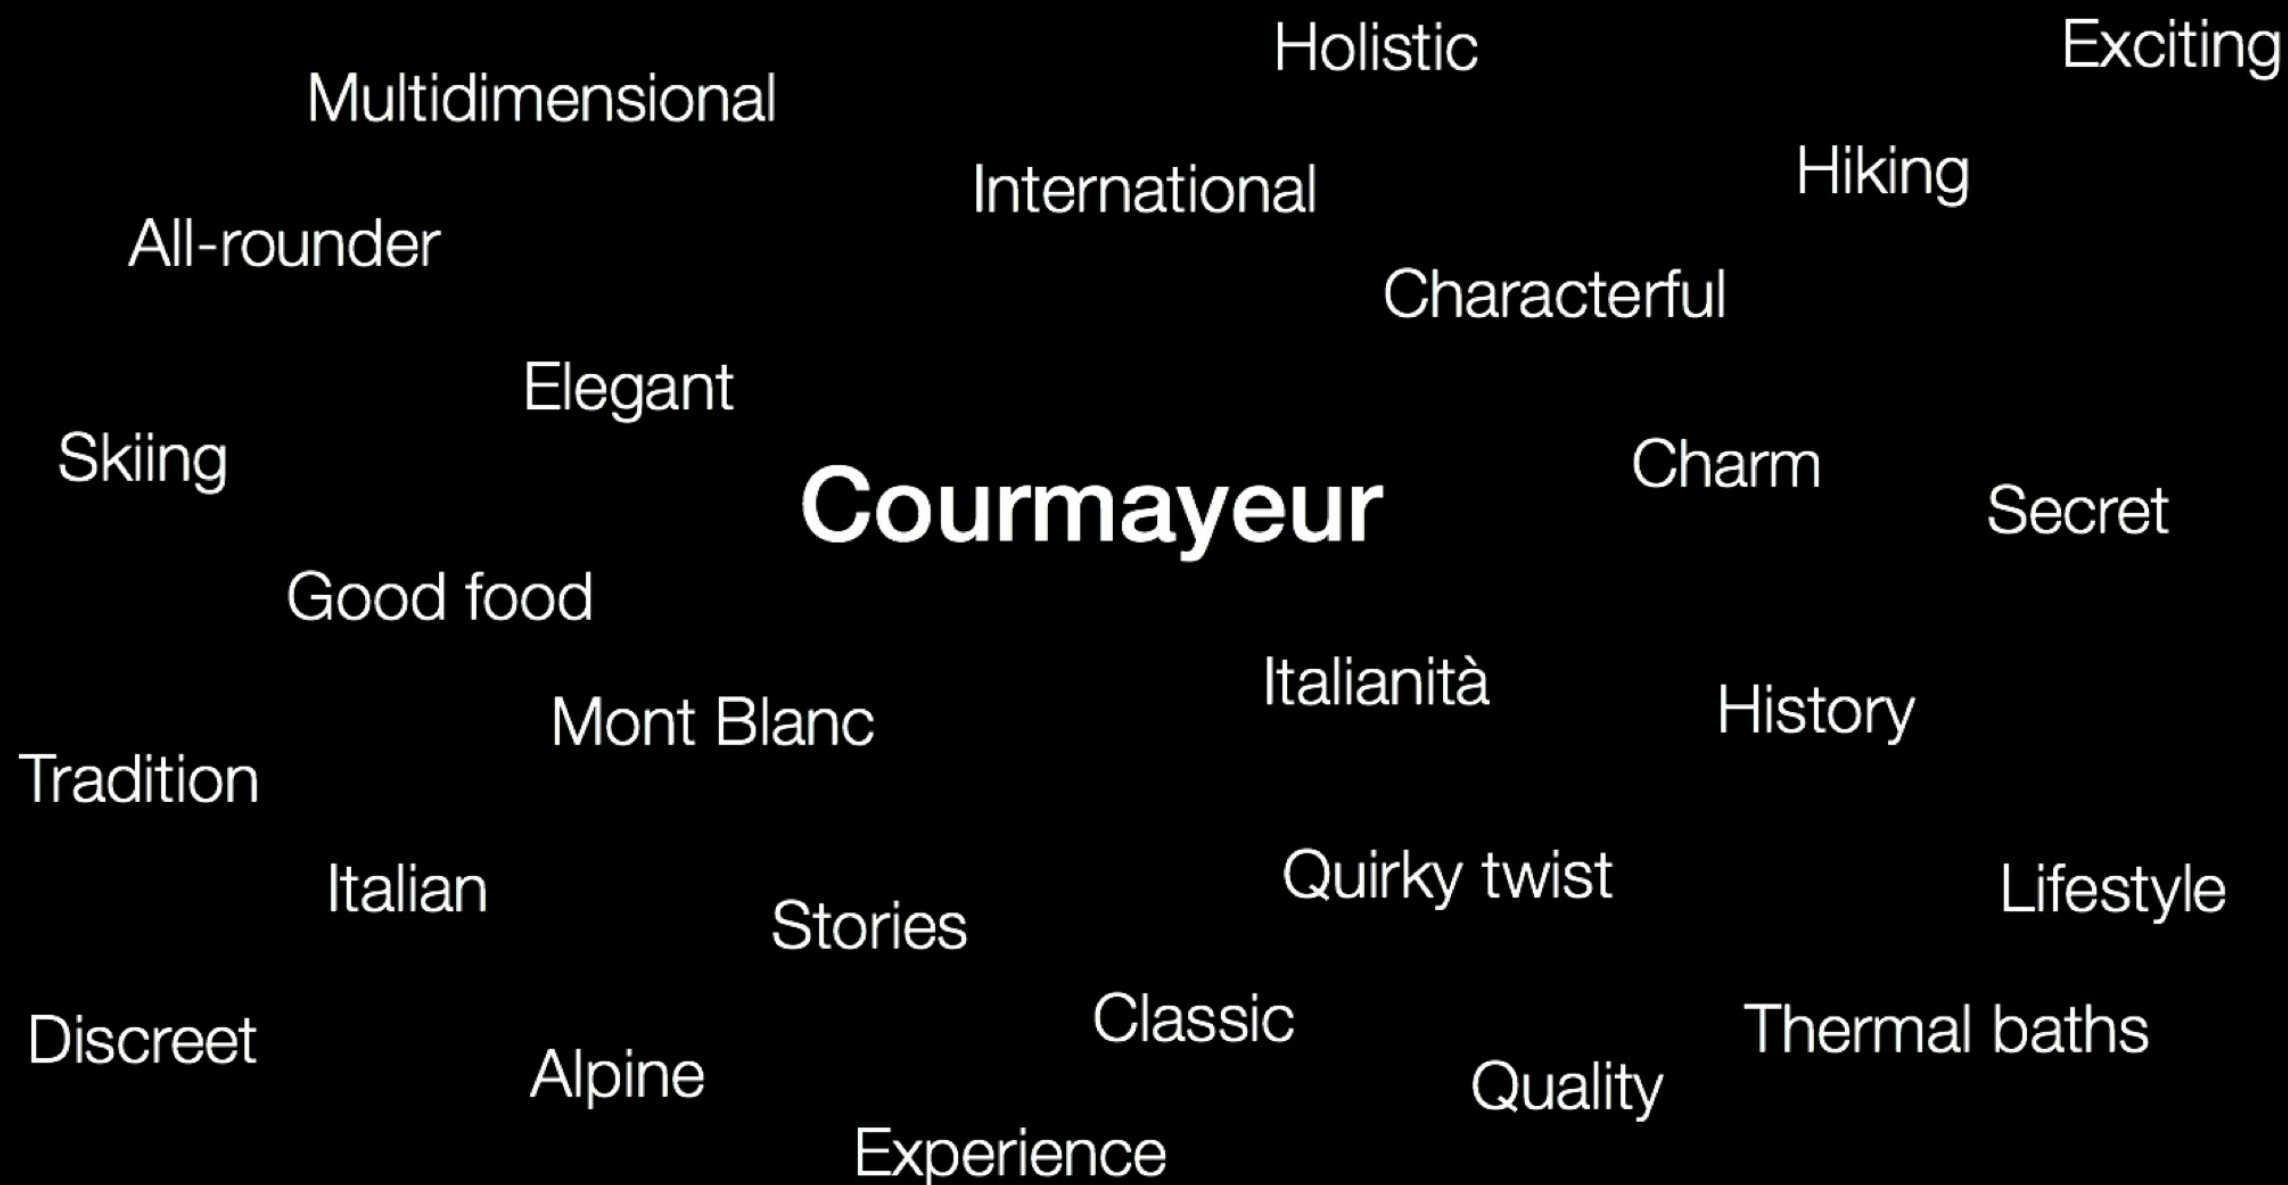 Holistic
Exciting
Multidimensional
International
Hiking
All-rounder
Characterful
Elegant
Skiing
Charm
Courmayeur
Secret
Good food
Italianità
History
Mont Blanc
Tradition
Quirky twist
Italian
Lifestyle
Stories
Classic
Thermal baths
Discreet
Alpine
Quality
Experience